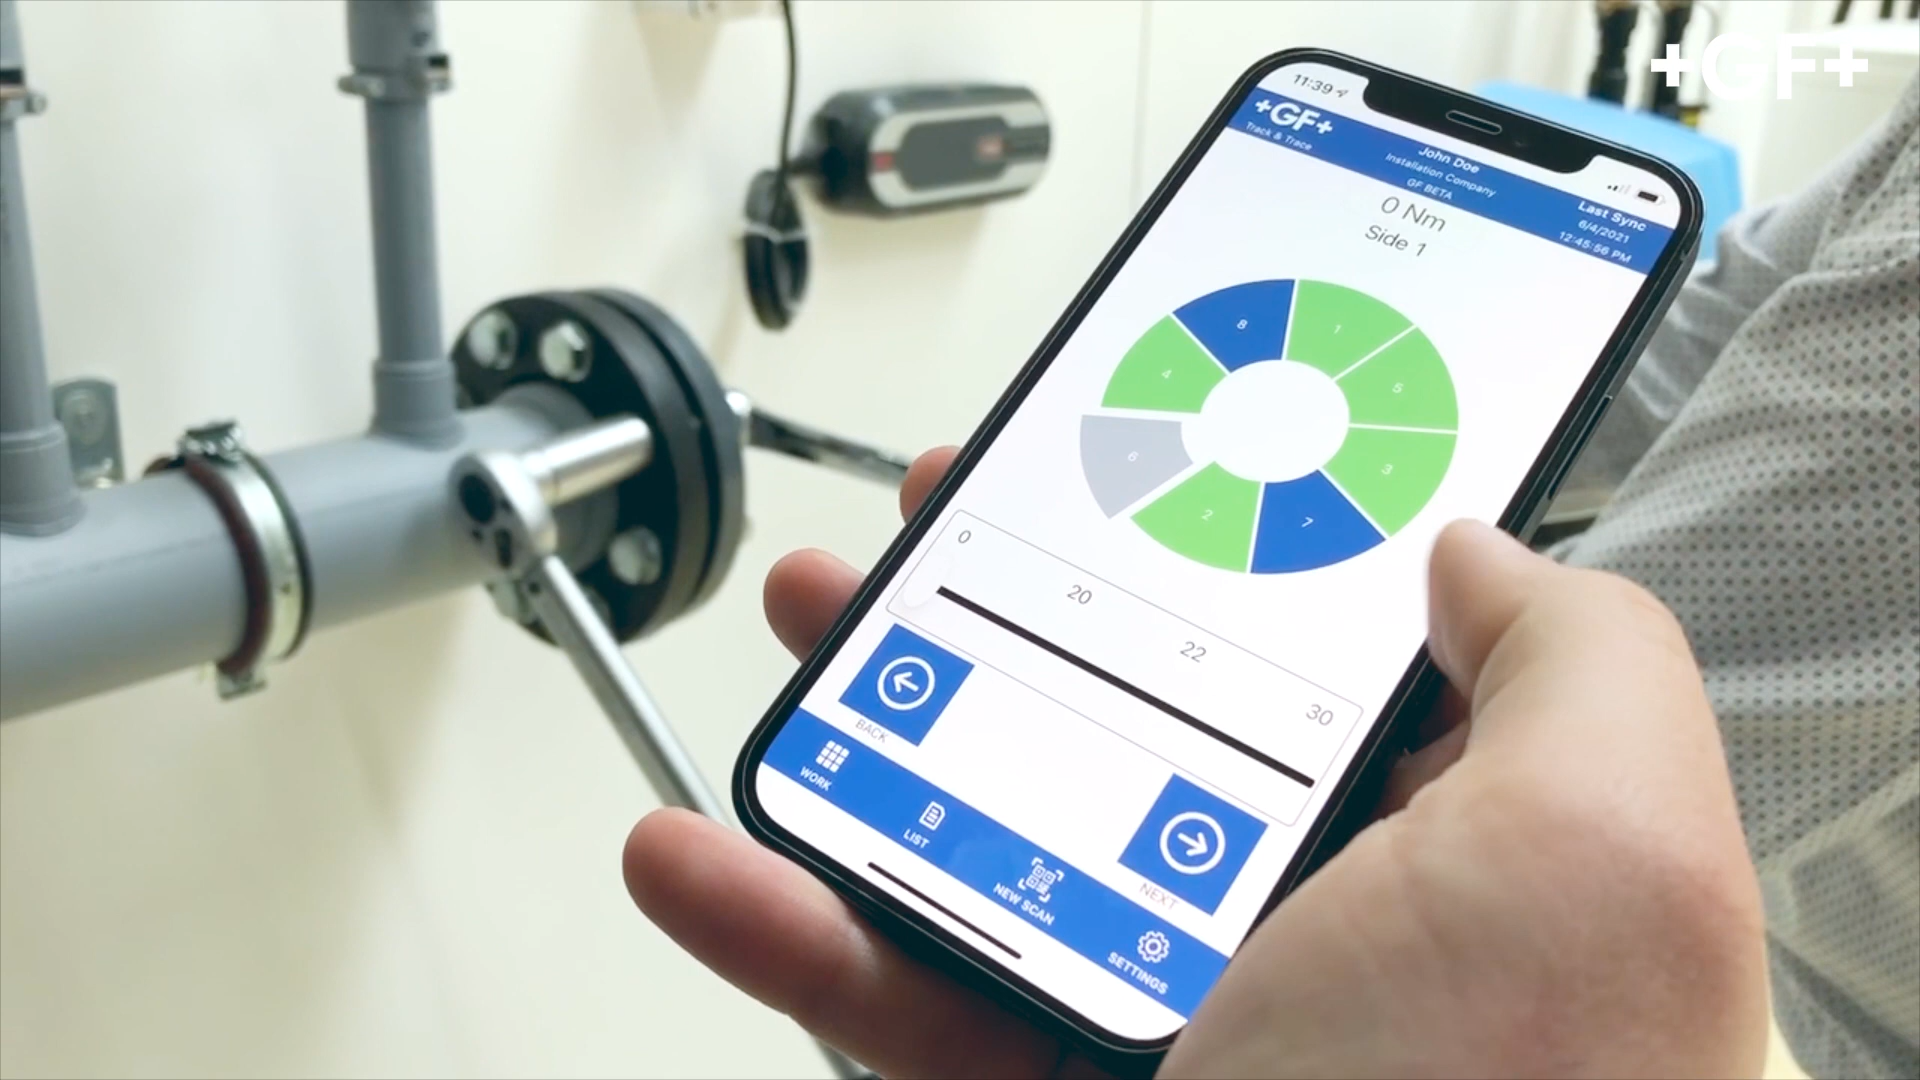 +GF+
11:39
+GF+
Track & Trace
John Doe
Installation Company
GF BETA
Last Sync
6/4/2021
12:45:56 PM
0 Nm
Side 1
8
1
4
5
6
3
2
7
0
20
22
30
BACK
NEXT
WORK
LIST
NEW SCAN
SETTINGS